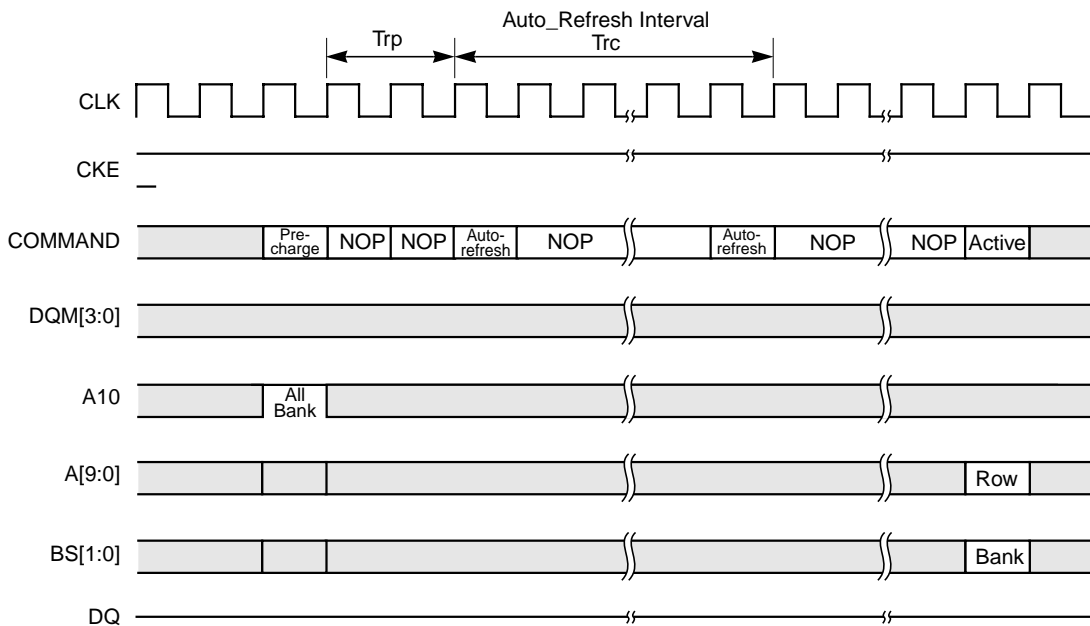 Auto_Refresh Interval
Trp
Trc
CLK
CKE
COMMAND
Pre-
charge
NOP
NOP
Auto-
refresh
NOP
Auto-
refresh
NOP
NOP
Active
DQM[3:0]
A10
All
Bank
A[9:0]
Row
BS[1:0]
Bank
DQ